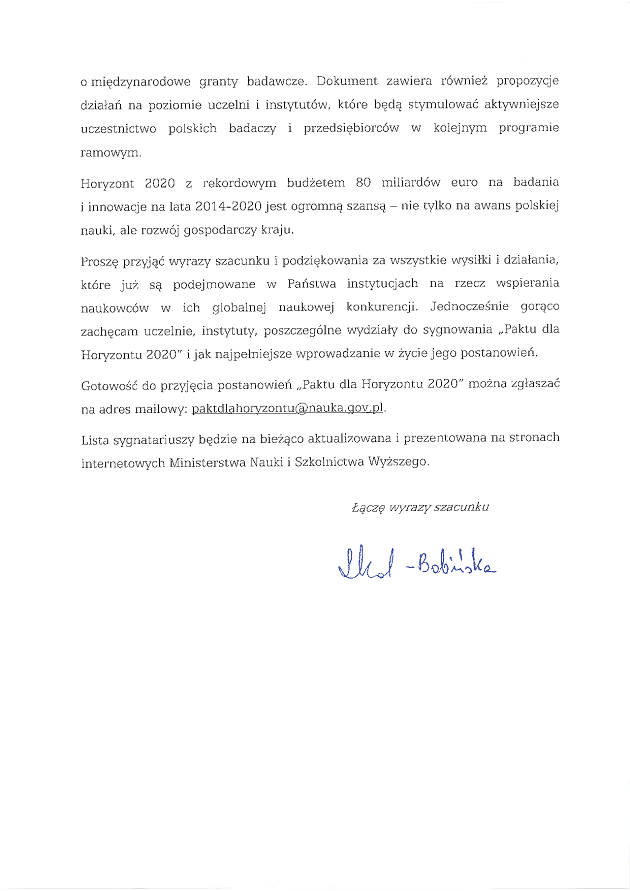 o międzynarodowe granty badawcze. Dokument zawiera również propozycje
działań na poziomie uczelni i instytutów, które będą stymulować aktywniejsze
uczestnictwo polskich badaczy i przedsiębiorców w kolejnym programie
ramowym.
Horyzont 2020 z rekordowym budżetem 80 miliardów euro na badania
i innowacje na lata 2014-2020 jest ogromną szansą – nie tylko na awans polskiej
nauki, ale rozwój gospodarczy kraju.
Proszę przyjąć wyrazy szacunku i podziękowania za wszystkie wysiłki i działania,
które już są podejmowane w Państwa instytucjach na rzecz wspierania
naukowców w ich globalnej naukowej konkurencji. Jednocześnie gorąco
zachęcam uczelnie, instytuty, poszczególne wydziały do sygnowania „Paktu dla
Horyzontu 2020” i jak najpełniejsze wprowadzanie w życie jego postanowień.
Gotowość do przyjęcia postanowień „Paktu dla Horyzontu 2020” można zgłaszać
na adres mailowy: paktdlahoryzontu@nauka.gov.pl.
Lista sygnatariuszy będzie na bieżąco aktualizowana i prezentowana na stronach
internetowych Ministerstwa Nauki i Szkolnictwa Wyższego.
Łączę wyrazy szacunku
-Bobińska